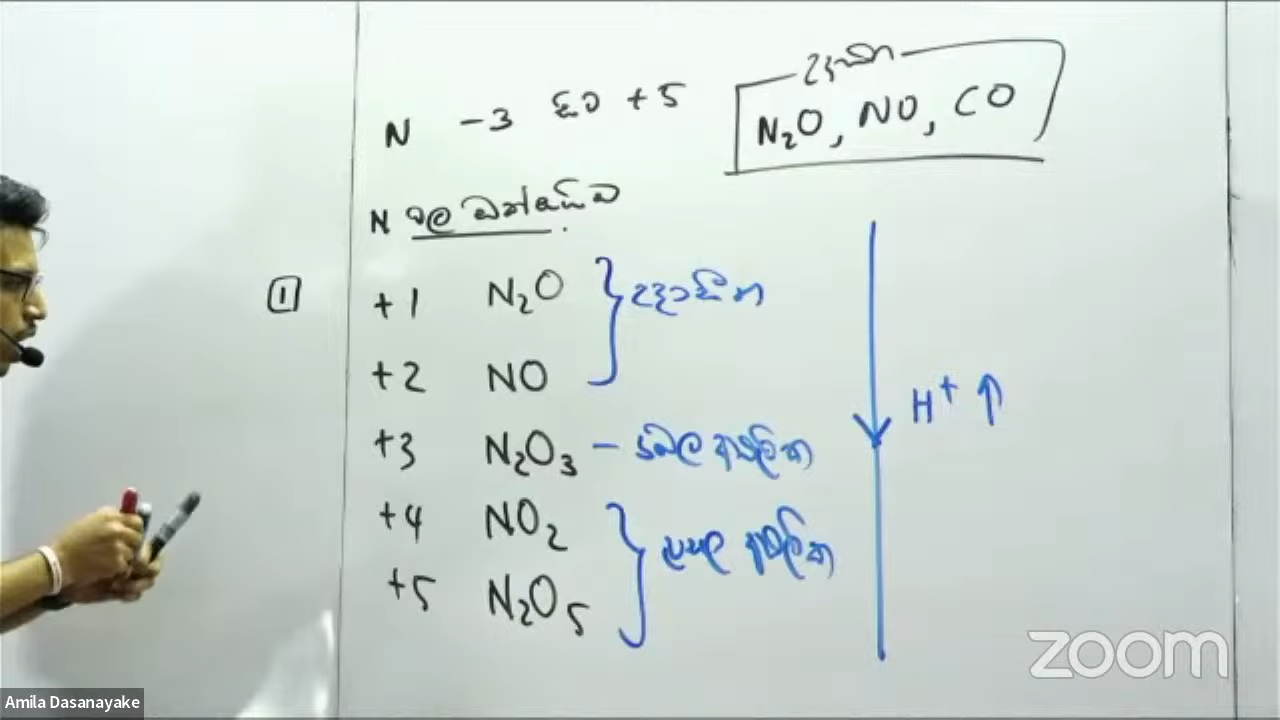 උදාසීන
N -3 සිට +5
N₂O, NO, CO
N වල ඔක්සයිඩ
1
+1 N₂O } උදාසීන
+2 NO
+3 N₂O₃ – දුබල ආම්ලික
+4 NO₂ } ප්‍රබල ආම්ලික
+5 N₂O₅
H⁺ ↑
zoom
Amila Dasanayake